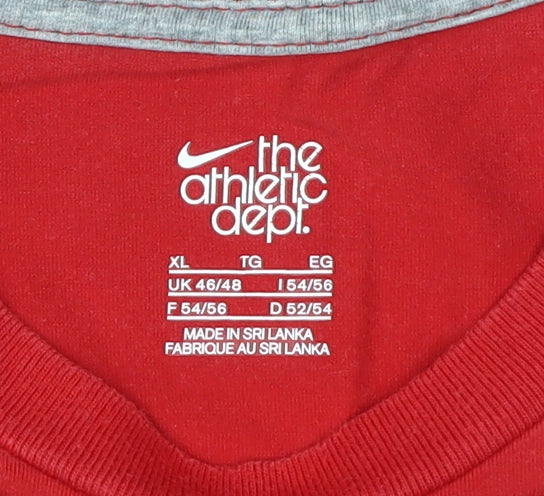 the
athletic
dept.
XL TG EG
UK 46/48 I 54/56
F 54/56 D 52/54
MADE IN SRI LANKA
FABRIQUE AU SRI LANKA